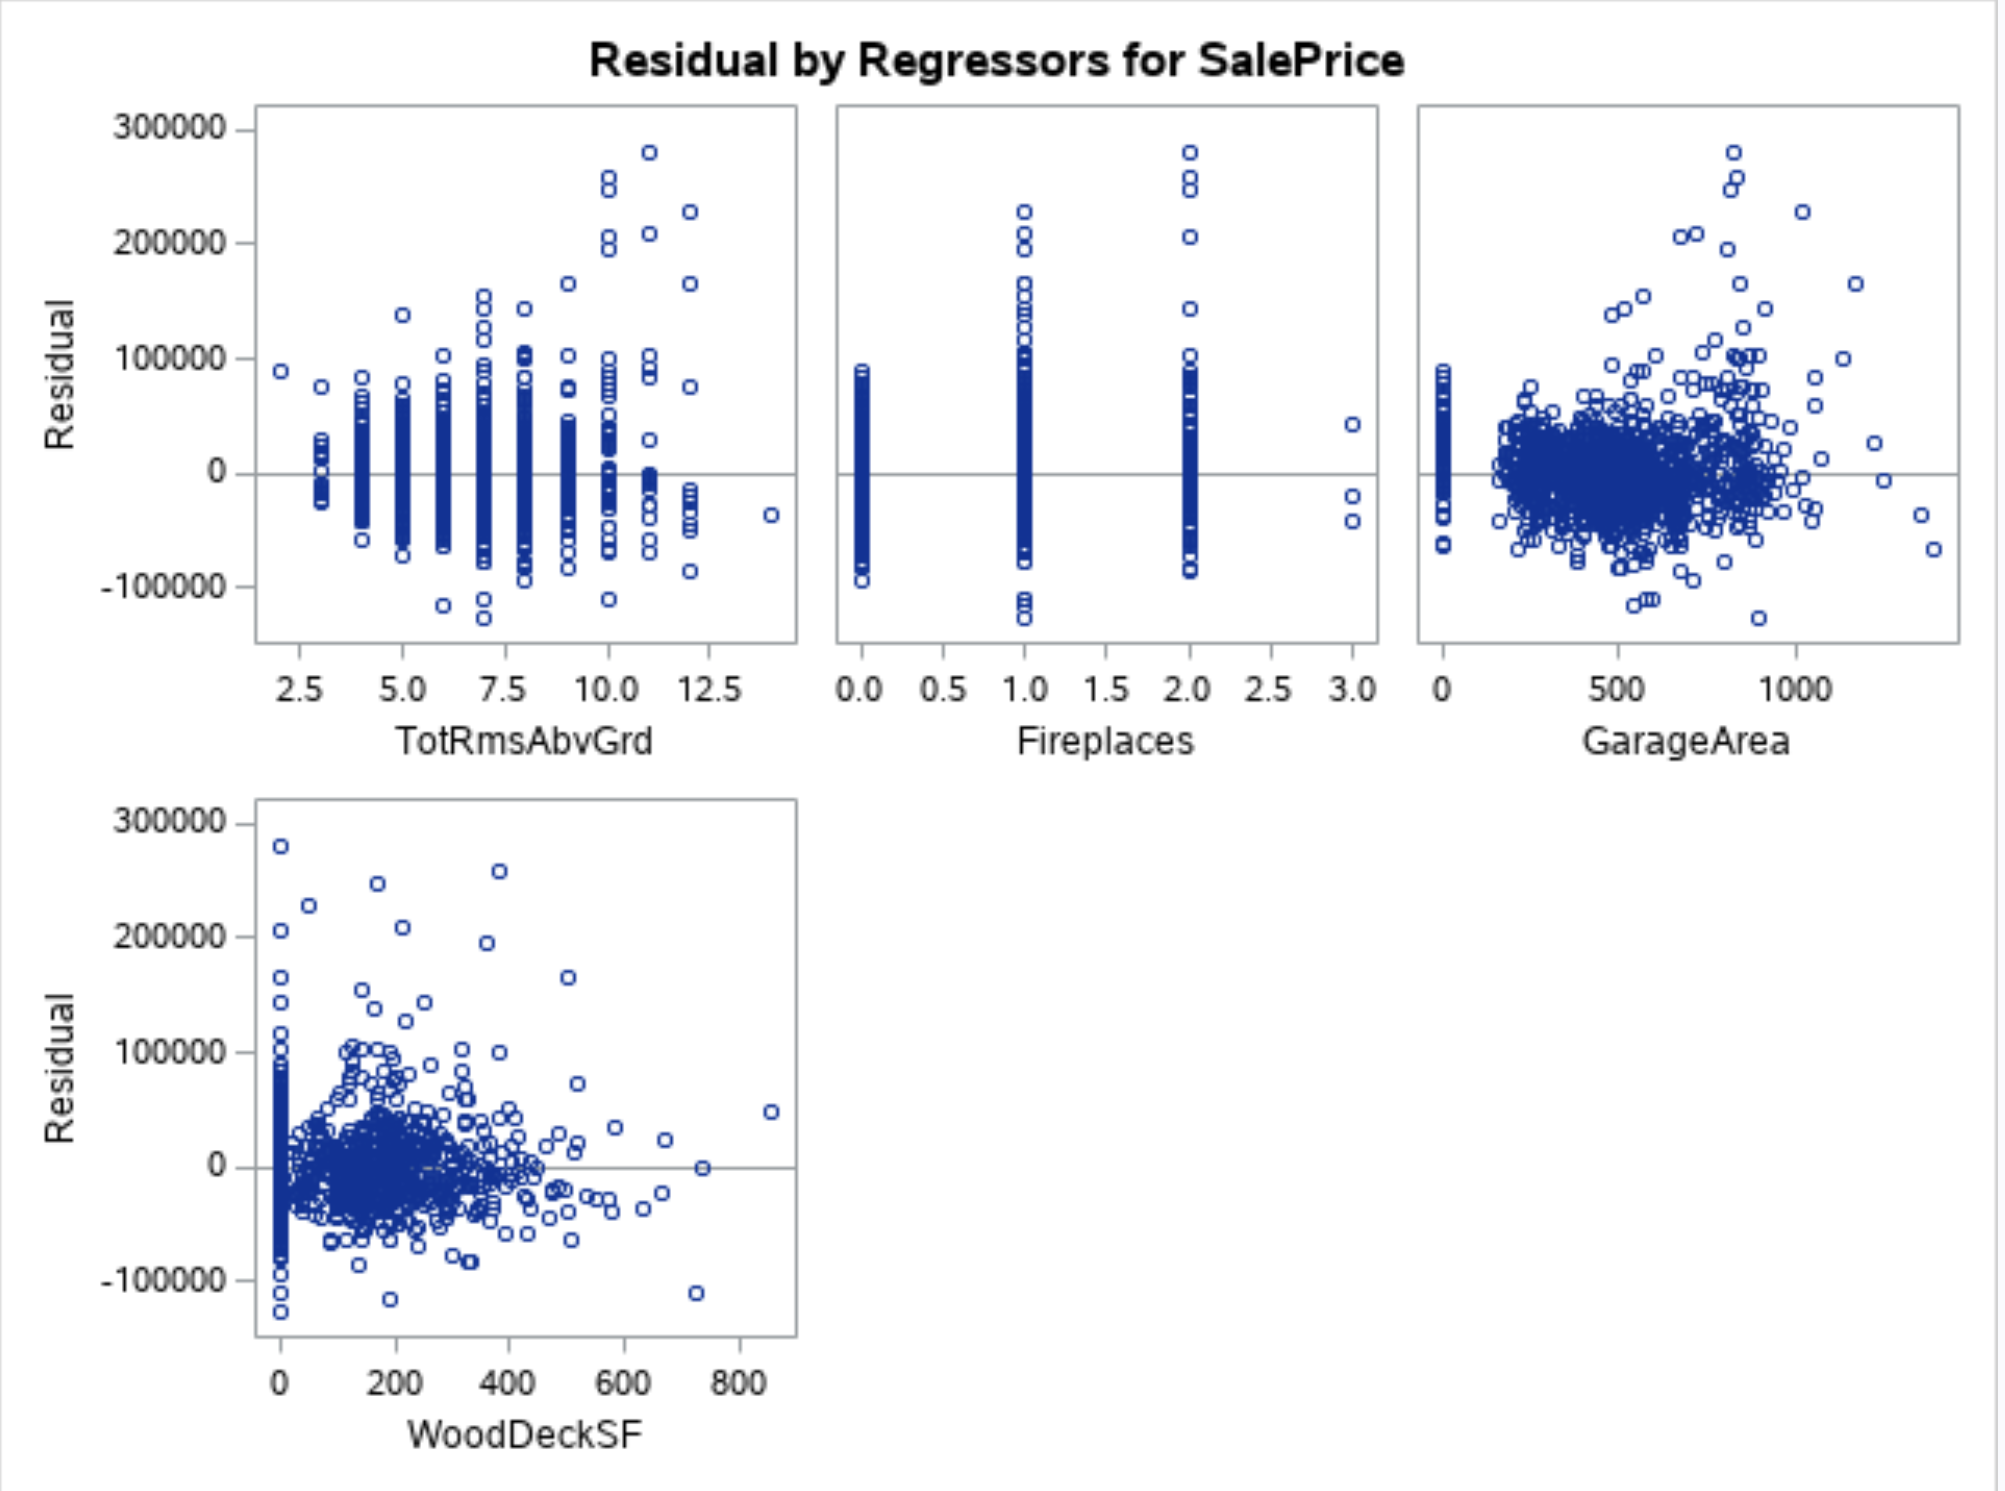 Residual by Regressors for SalePrice
Residual
300000
200000
100000
0
-100000
2.5 5.0 7.5 10.0 12.5
TotRmsAbvGrd
0.0 0.5 1.0 1.5 2.0 2.5 3.0
Fireplaces
0 500 1000
GarageArea
Residual
300000
200000
100000
0
-100000
0 200 400 600 800
WoodDeckSF